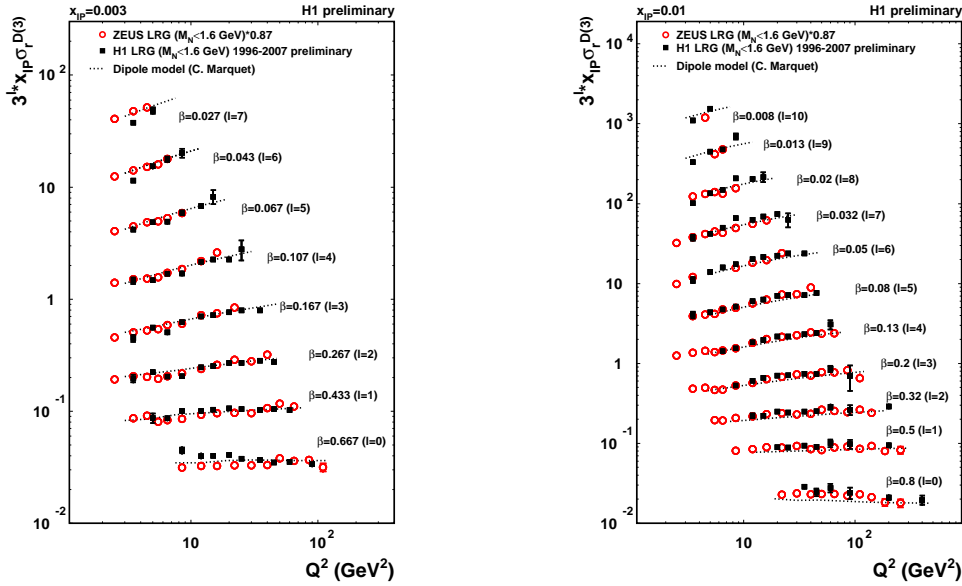 x_IP=0.003 H1 preliminary
ZEUS LRG (M_N<1.6 GeV)*0.87
H1 LRG (M_N<1.6 GeV) 1996-2007 preliminary
Dipole model (C. Marquet)
3^l*x_IP σ_r^D(3)
10^2
10
1
10^-1
10^-2
β=0.027 (l=7)
β=0.043 (l=6)
β=0.067 (l=5)
β=0.107 (l=4)
β=0.167 (l=3)
β=0.267 (l=2)
β=0.433 (l=1)
β=0.667 (l=0)
10 10^2
Q^2 (GeV^2)
x_IP=0.01 H1 preliminary
ZEUS LRG (M_N<1.6 GeV)*0.87
H1 LRG (M_N<1.6 GeV) 1996-2007 preliminary
Dipole model (C. Marquet)
3^l*x_IP σ_r^D(3)
10^4
10^3
10^2
10
1
10^-1
10^-2
β=0.008 (l=10)
β=0.013 (l=9)
β=0.02 (l=8)
β=0.032 (l=7)
β=0.05 (l=6)
β=0.08 (l=5)
β=0.13 (l=4)
β=0.2 (l=3)
β=0.32 (l=2)
β=0.5 (l=1)
β=0.8 (l=0)
10 10^2
Q^2 (GeV^2)